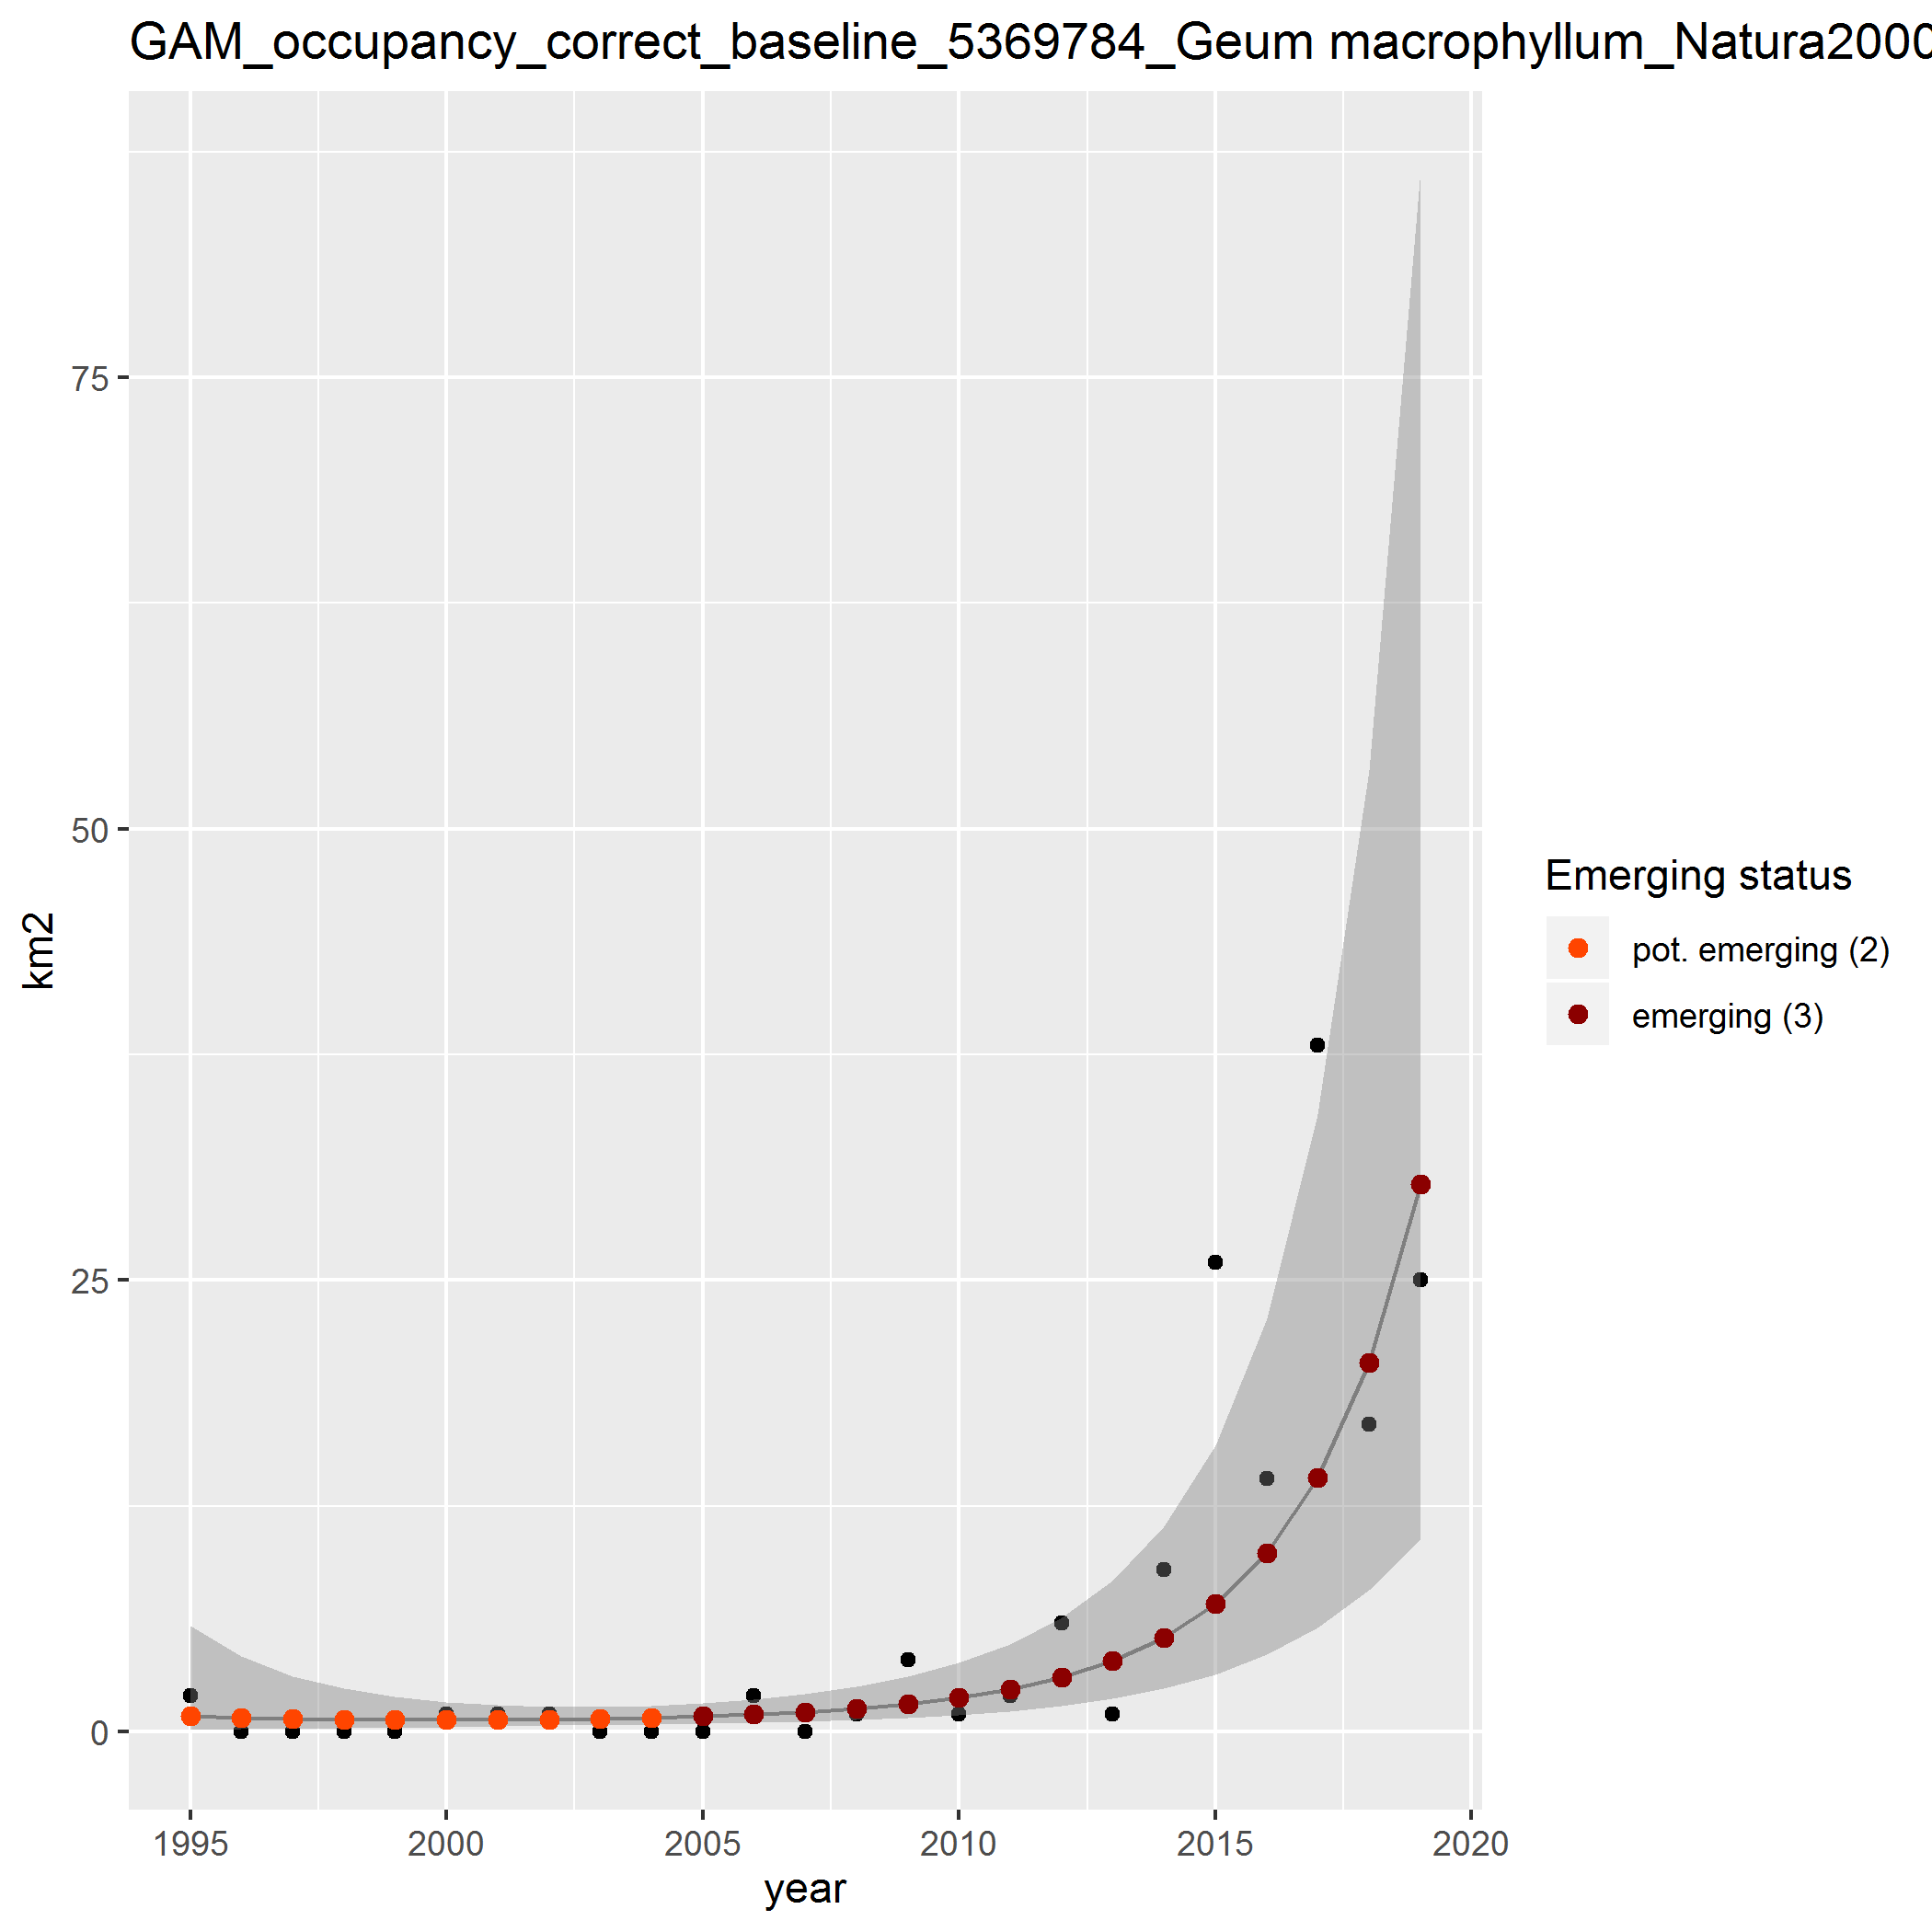 GAM_occupancy_correct_baseline_5369784_Geum macrophyllum_Natura2000
75
50
25
0
km2
1995 2000 2005 2010 2015 2020
year
Emerging status
pot. emerging (2)
emerging (3)